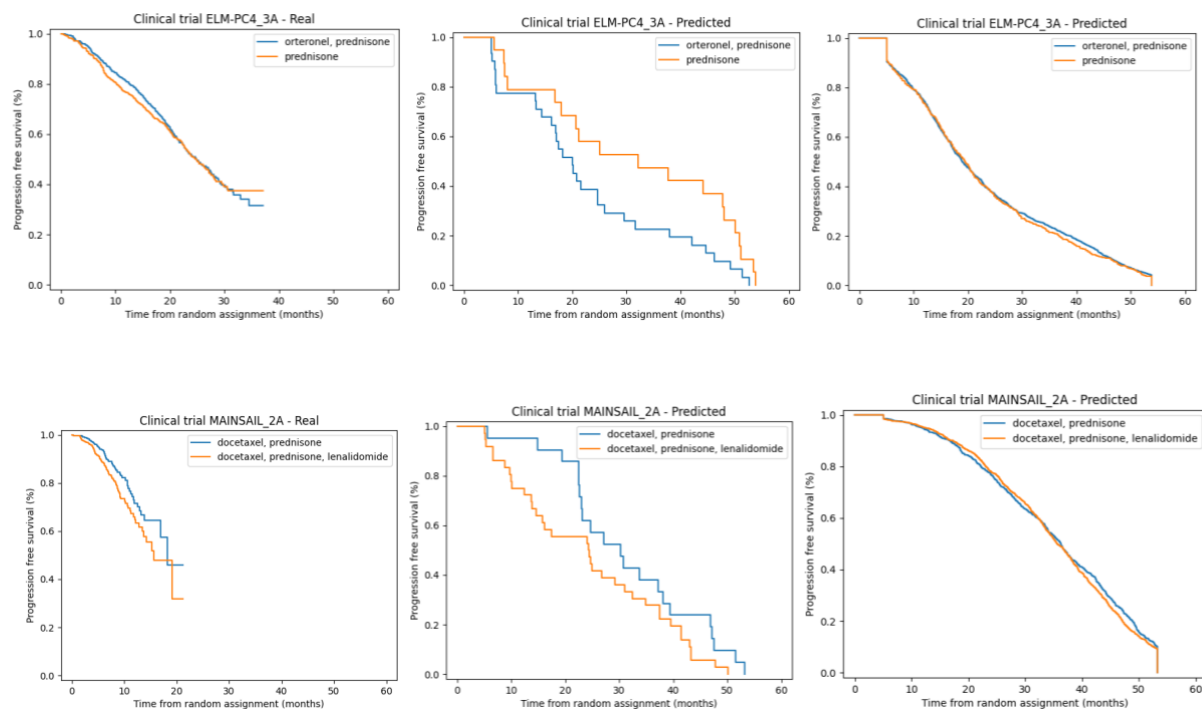 Clinical trial ELM-PC4_3A - Real
1.0
0.8
0.6
0.4
0.2
0.0
Progression free survival (%)
orteronel, prednisone
prednisone
0
10
20
30
40
50
60
Time from random assignment (months)
Clinical trial ELM-PC4_3A - Predicted
1.0
0.8
0.6
0.4
0.2
0.0
Progression free survival (%)
orteronel, prednisone
prednisone
0
10
20
30
40
50
60
Time from random assignment (months)
Clinical trial ELM-PC4_3A - Predicted
1.0
0.8
0.6
0.4
0.2
0.0
Progression free survival (%)
orteronel, prednisone
prednisone
0
10
20
30
40
50
60
Time from random assignment (months)
Clinical trial MAINSAIL_2A - Real
1.0
0.8
0.6
0.4
0.2
0.0
Progression free survival (%)
docetaxel, prednisone
docetaxel, prednisone, lenalidomide
0
10
20
30
40
50
60
Time from random assignment (months)
Clinical trial MAINSAIL_2A - Predicted
1.0
0.8
0.6
0.4
0.2
0.0
Progression free survival (%)
docetaxel, prednisone
docetaxel, prednisone, lenalidomide
0
10
20
30
40
50
60
Time from random assignment (months)
Clinical trial MAINSAIL_2A - Predicted
1.0
0.8
0.6
0.4
0.2
0.0
Progression free survival (%)
docetaxel, prednisone
docetaxel, prednisone, lenalidomide
0
10
20
30
40
50
60
Time from random assignment (months)